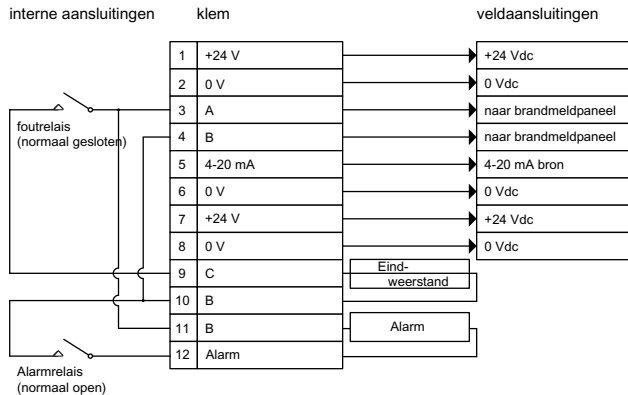 interne aansluitingen klem veldaansluitingen
1 +24 V +24 Vdc
2 0 V 0 Vdc
3 A naar brandmeldpaneel
foutrelais
(normaal gesloten)
4 B naar brandmeldpaneel
5 4-20 mA 4-20 mA bron
6 0 V 0 Vdc
7 +24 V +24 Vdc
8 0 V 0 Vdc
9 C Eind-
weerstand
10 B
11 B Alarm
12 Alarm
Alarmrelais
(normaal open)